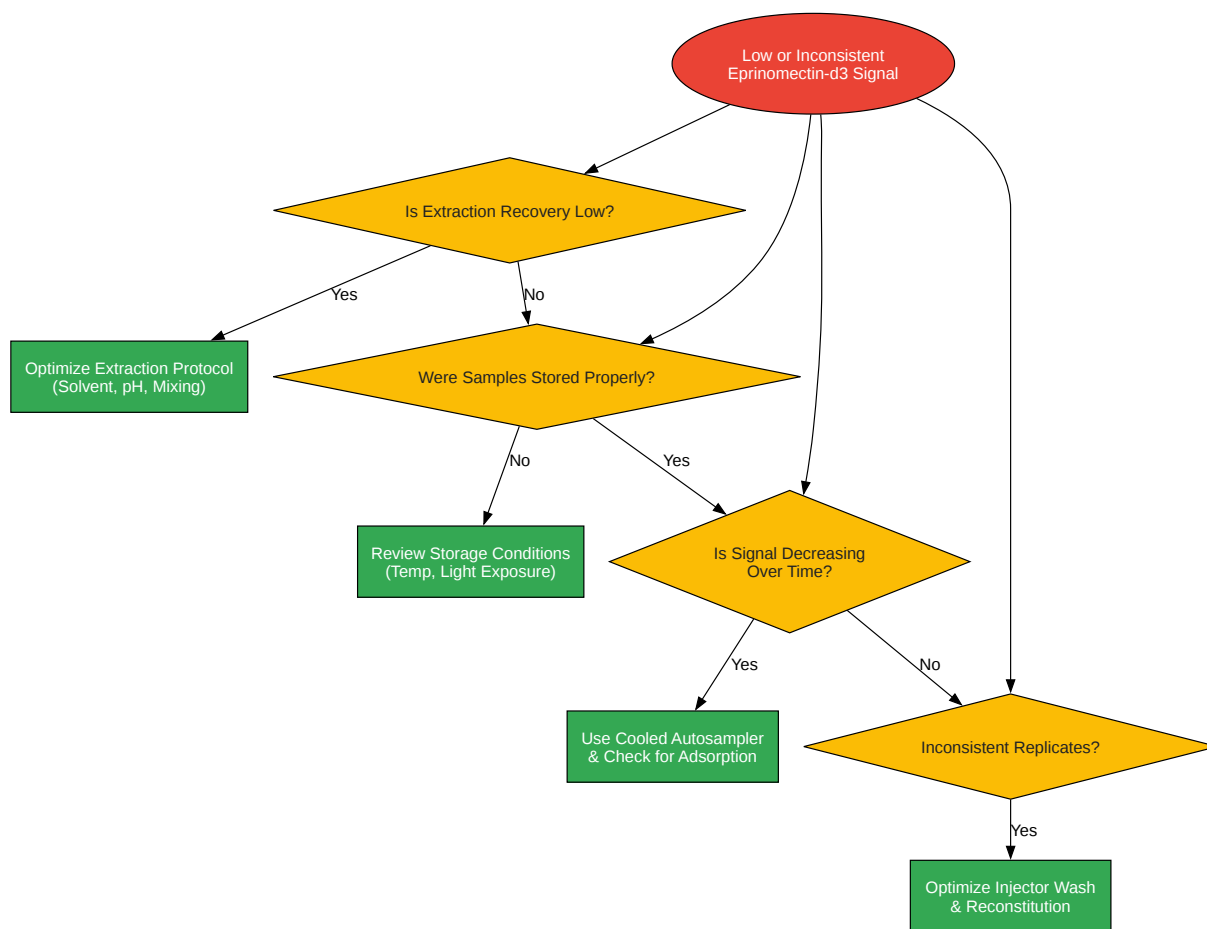 Low or Inconsistent
Eprinomectin-d3 Signal
Is Extraction Recovery Low?
Yes
No
Optimize Extraction Protocol
(Solvent, pH, Mixing)
Were Samples Stored Properly?
No
Yes
Review Storage Conditions
(Temp, Light Exposure)
Is Signal Decreasing
Over Time?
Yes
No
Use Cooled Autosampler
& Check for Adsorption
Inconsistent Replicates?
Yes
Optimize Injector Wash
& Reconstitution